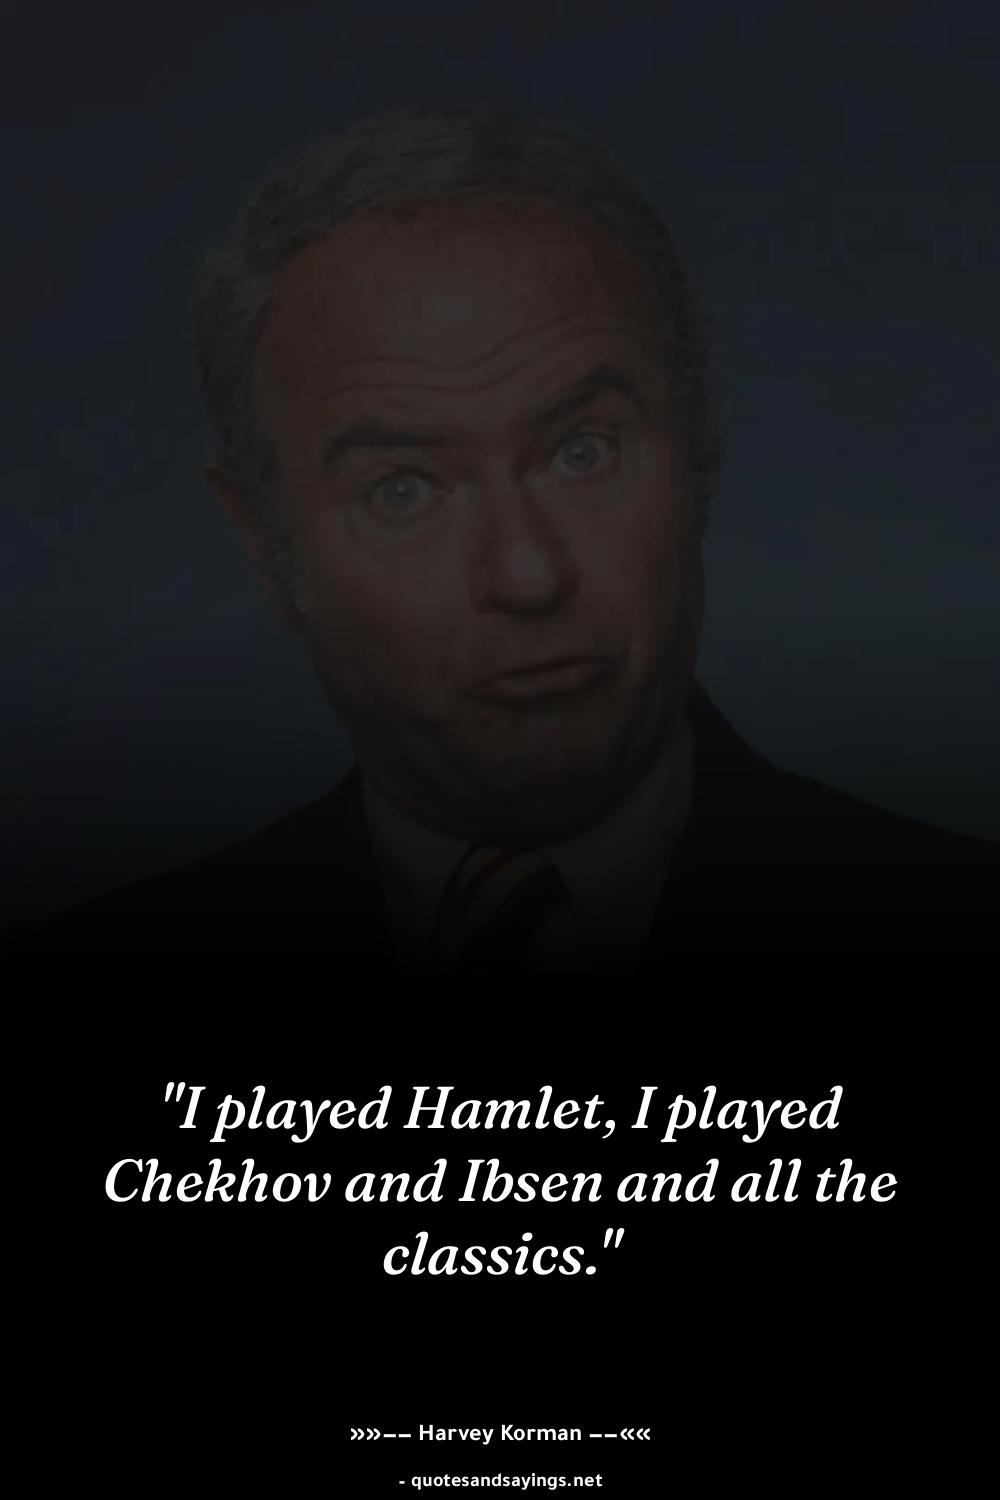 "I played Hamlet, I played
Chekhov and Ibsen and all the
classics."
»»–– Harvey Korman ––««
- quotesandsayings.net